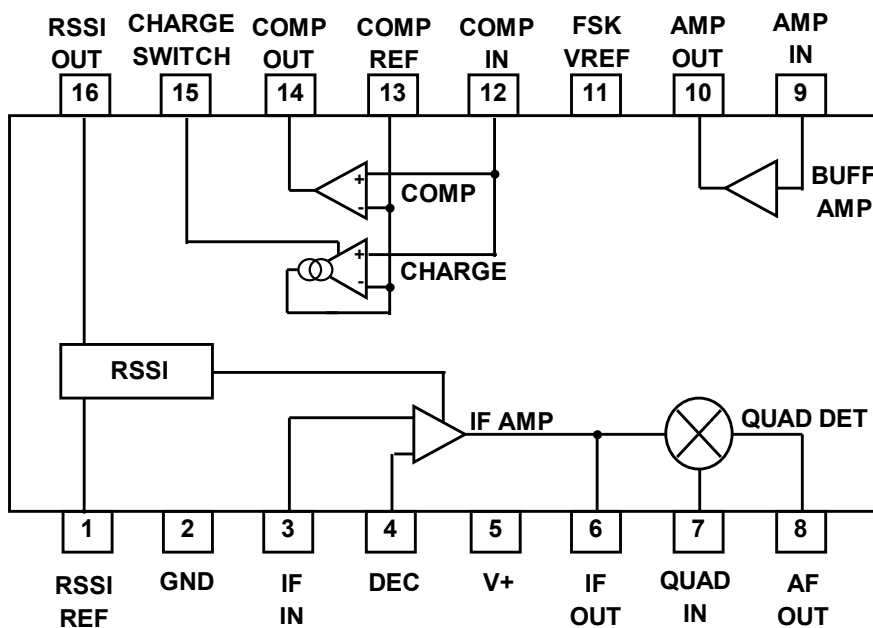 RSSI CHARGE COMP COMP COMP FSK AMP AMP
OUT SWITCH OUT REF IN VREF OUT IN
16 15 14 13 12 11 10 9
+
COMP
-
BUFF
AMP
+
CHARGE
-
RSSI
IF AMP
QUAD DET
1 2 3 4 5 6 7 8
RSSI GND IF DEC V+ IF QUAD AF
REF IN OUT IN OUT